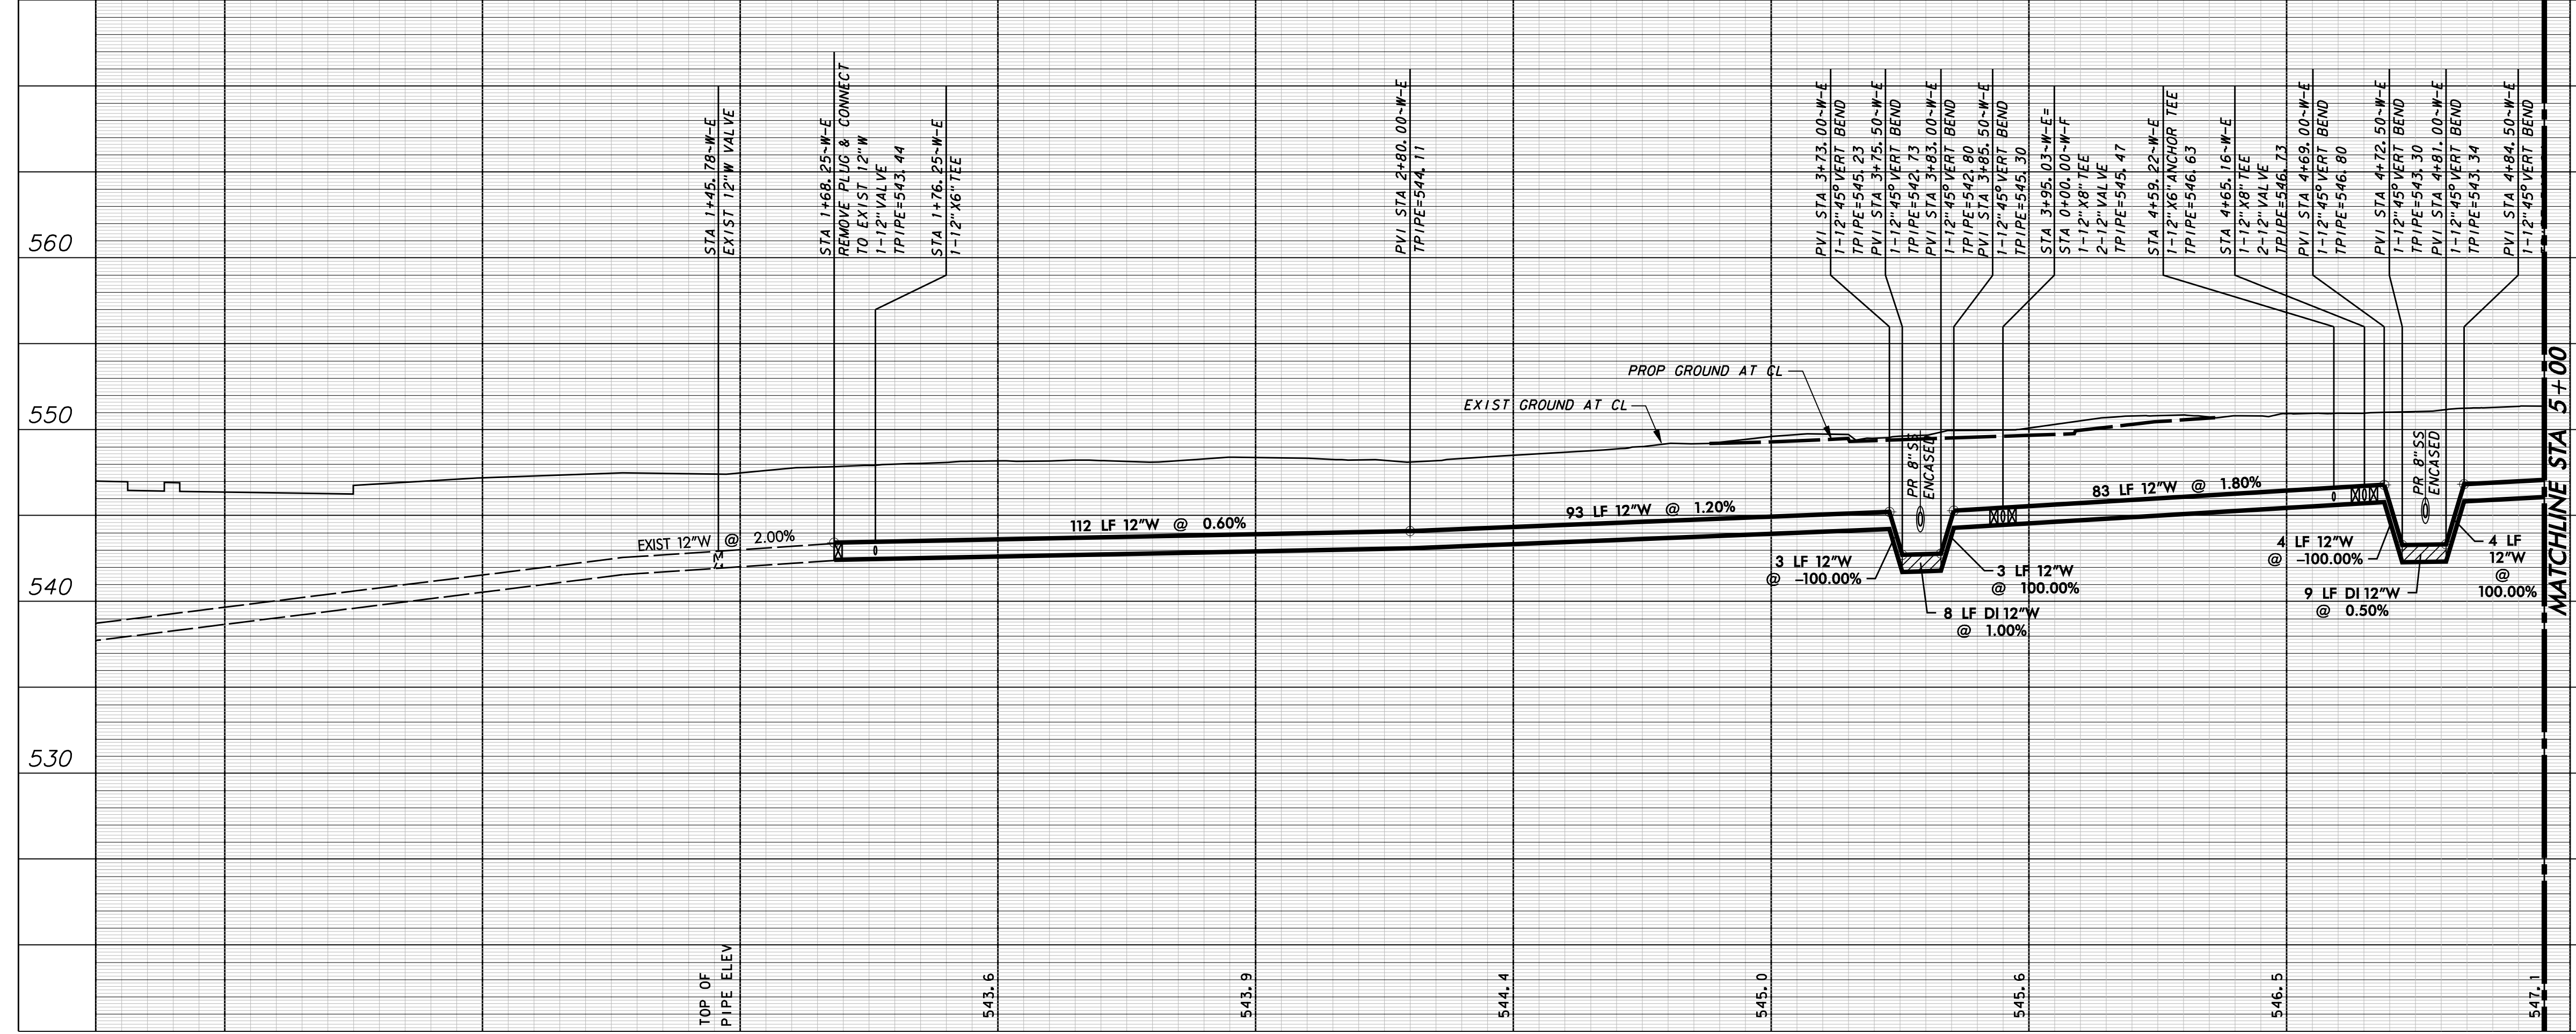 STA 1+45.78~W-E
EXIST 12"W VALVE
STA 1+68.25~W-E
REMOVE PLUG & CONNECT
TO EXIST 12"W
1-12"VALVE
TPIPE=543.44
STA 1+76.25~W-E
1-12"X6"TEE
PVI STA 2+80.00~W-E
TPIPE=544.11
PVI STA 3+73.00~W-E
1-12"45°VERT BEND
TPIPE=545.23
PVI STA 3+75.50~W-E
1-12"45°VERT BEND
TPIPE=542.73
PVI STA 3+83.00~W-E
1-12"45°VERT BEND
TPIPE=542.80
PVI STA 3+85.50~W-E
1-12"45°VERT BEND
TPIPE=545.30
STA 3+95.03~W-E=
STA 0+00.00~W-F
1-12"X8"TEE
2-12"VALVE
TPIPE=545.47
STA 4+59.22~W-E
1-12"X6"ANCHOR TEE
TPIPE=546.63
STA 4+65.16~W-E
1-12"X8"TEE
2-12"VALVE
TPIPE=546.73
PVI STA 4+69.00~W-E
1-12"45°VERT BEND
TPIPE=546.80
PVI STA 4+72.50~W-E
1-12"45°VERT BEND
TPIPE=543.30
PVI STA 4+81.00~W-E
1-12"45°VERT BEND
TPIPE=543.34
PVI STA 4+84.50~W-E
1-12"45°VERT BEND
560
550
540
530
PROP GROUND AT CL
EXIST GROUND AT CL
PR 8" SS
ENCASED
PR 8" SS
ENCASED
EXIST 12"W @ 2.00%
112 LF 12"W @ 0.60%
93 LF 12"W @ 1.20%
83 LF 12"W @ 1.80%
3 LF 12"W
@ -100.00%
3 LF 12"W
@ 100.00%
8 LF DI 12"W
@ 1.00%
4 LF 12"W
@ -100.00%
9 LF DI 12"W
@ 0.50%
4 LF
12"W
@
100.00%
MATCHLINE STA 5+00
TOP OF
PIPE ELEV
543.6
543.9
544.4
545.0
545.6
546.5
547.1